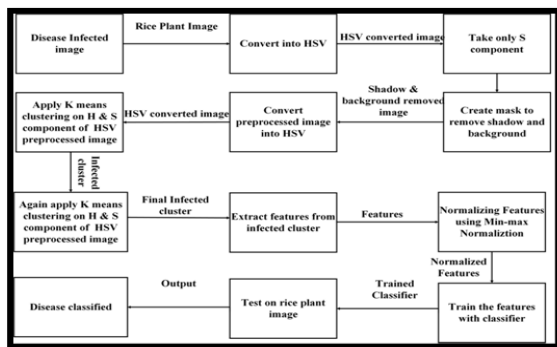 Disease Infected
image
Rice Plant Image
Convert into HSV
HSV converted image
Take only S
component
Create mask to
remove shadow and
background
Shadow &
background removed
image
Convert
preprocessed image
into HSV
HSV converted image
Apply K means
clustering on H & S
component of HSV
preprocessed image
Infected
cluster
Again apply K means
clustering on H & S
component of HSV
preprocessed image
Final Infected
cluster
Extract features from
infected cluster
Features
Normalizing Features
using Min-max
Normaliztion
Normalized
Features
Train the features
with classifier
Trained
Classifier
Test on rice plant
image
Output
Disease classified